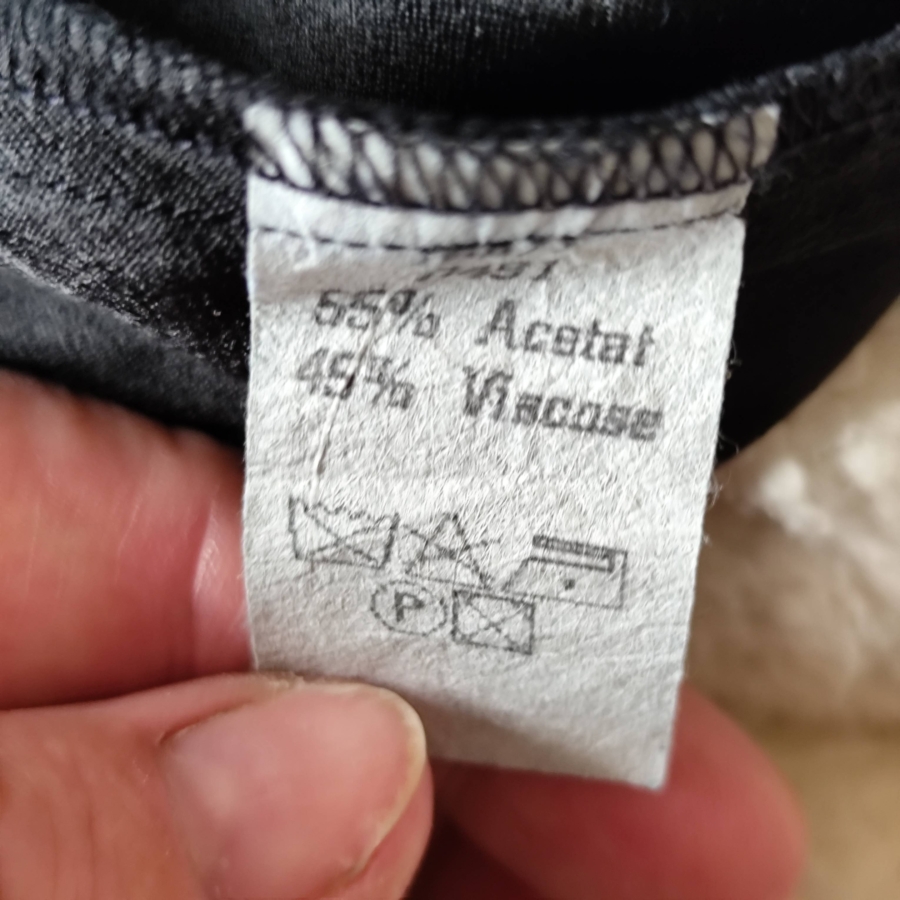 55% Acetat
45% Viscose
P